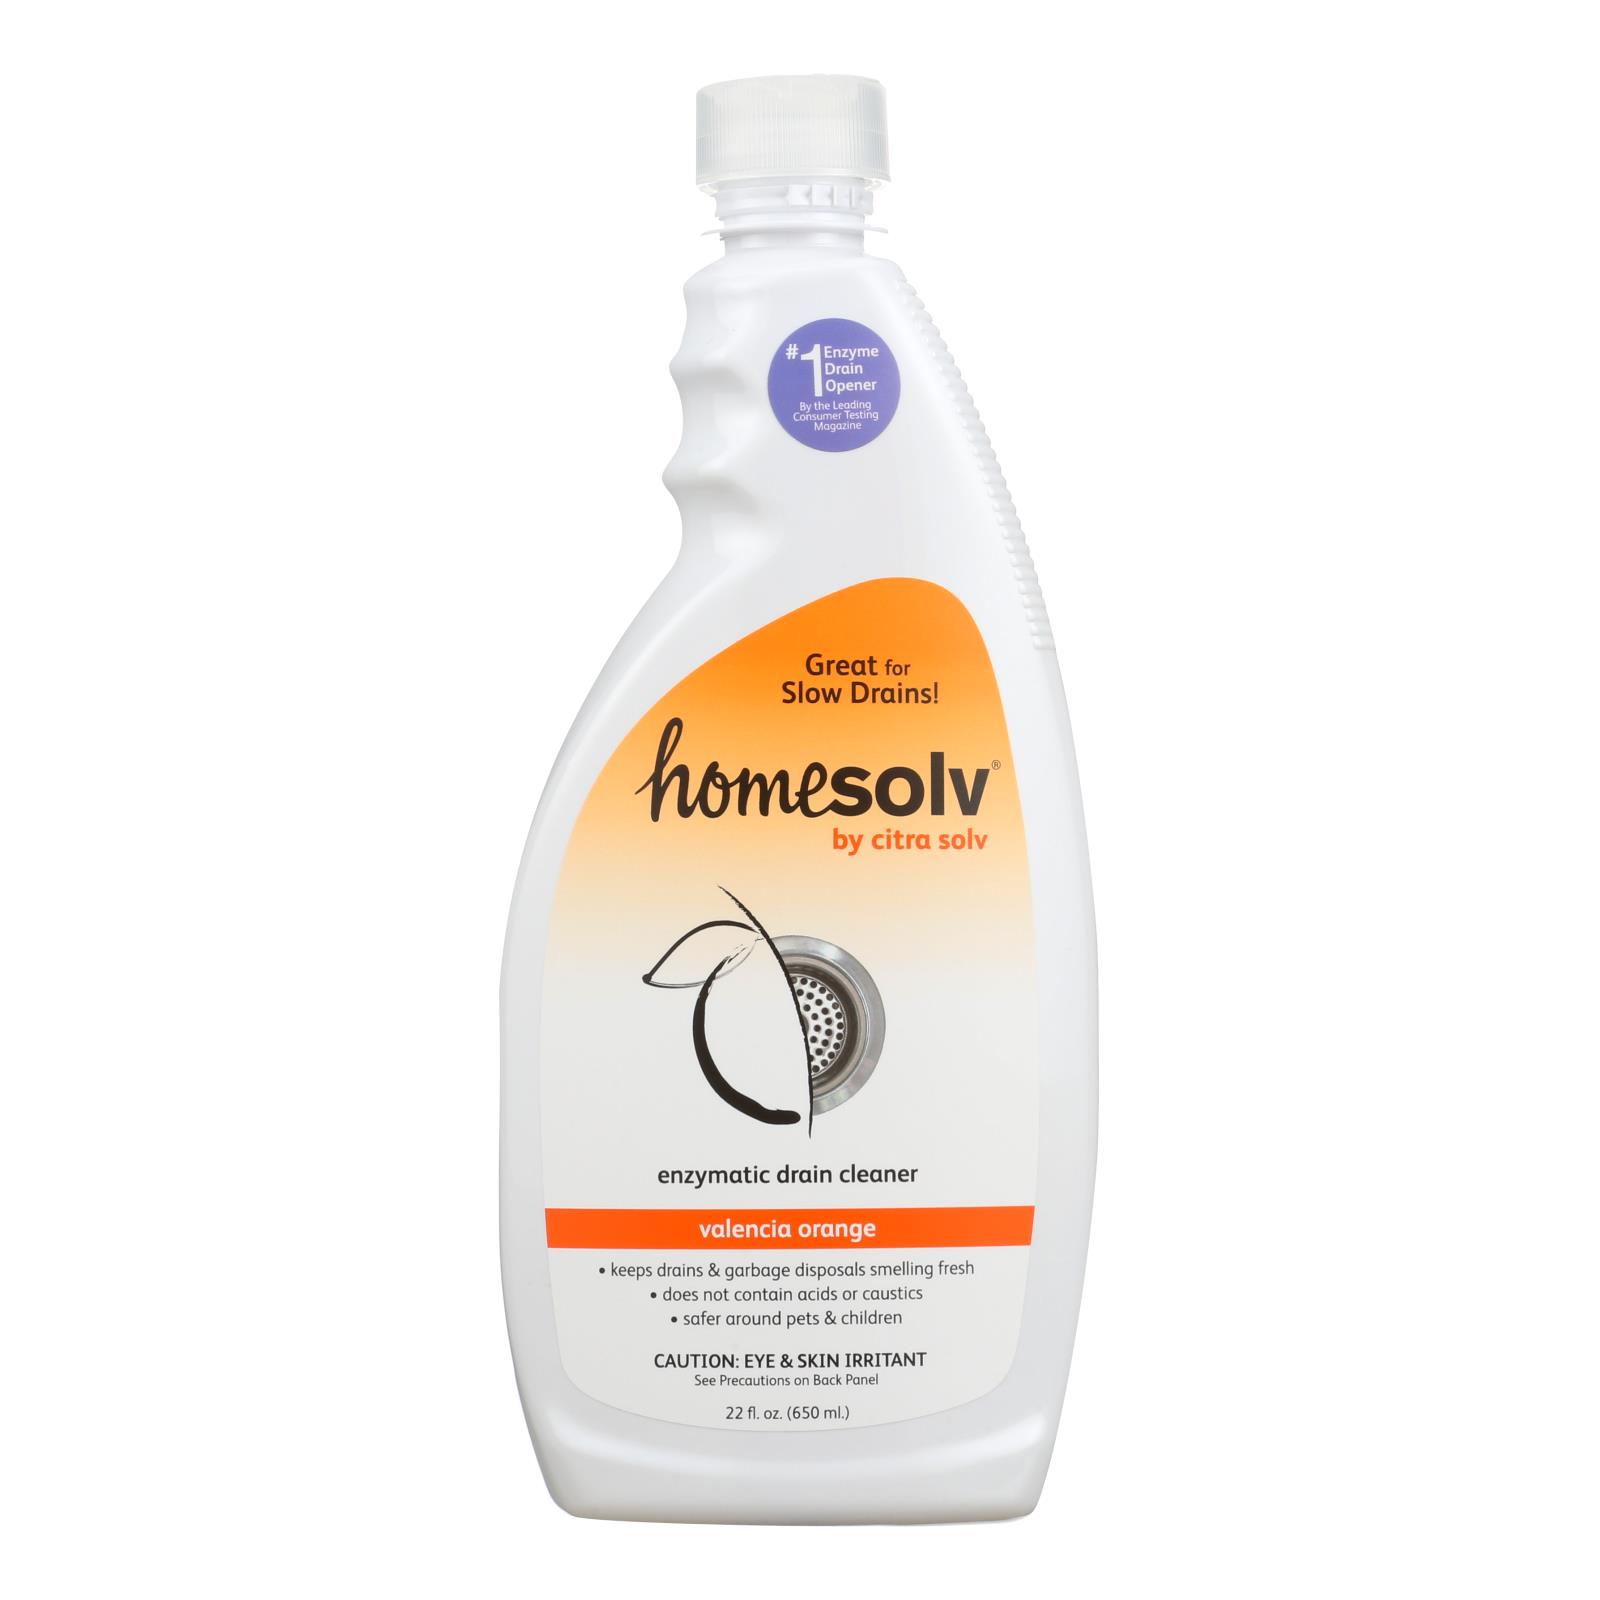 #1 Enzyme
Drain
Opener
By the Leading
Consumer Testing
Magazine
Great for
Slow Drains!
homesolv®
by citra solv
enzymatic drain cleaner
valencia orange
• keeps drains & garbage disposals smelling fresh
• does not contain acids or caustics
• safer around pets & children
CAUTION: EYE & SKIN IRRITANT
See Precautions on Back Panel
22 fl. oz. (650 ml.)